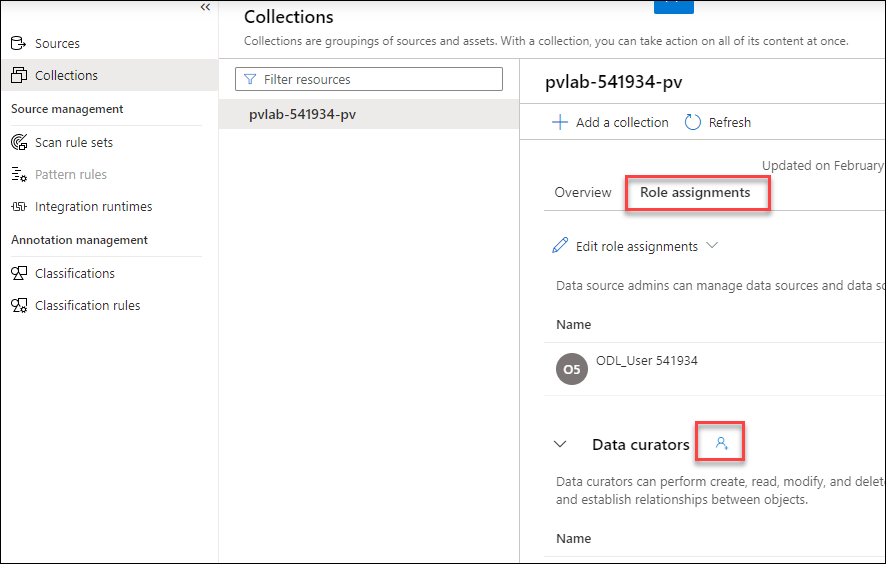 Collections
Collections are groupings of sources and assets. With a collection, you can take action on all of its content at once.
Sources
Collections
Source management
Scan rule sets
Pattern rules
Integration runtimes
Annotation management
Classifications
Classification rules
Filter resources
pvlab-541934-pv
pvlab-541934-pv
Add a collection Refresh
Updated on February
Overview Role assignments
Edit role assignments
Data source admins can manage data sources and data
Name
O5 ODL_User 541934
Data curators
Data curators can perform create, read, modify, and delete
and establish relationships between objects.
Name